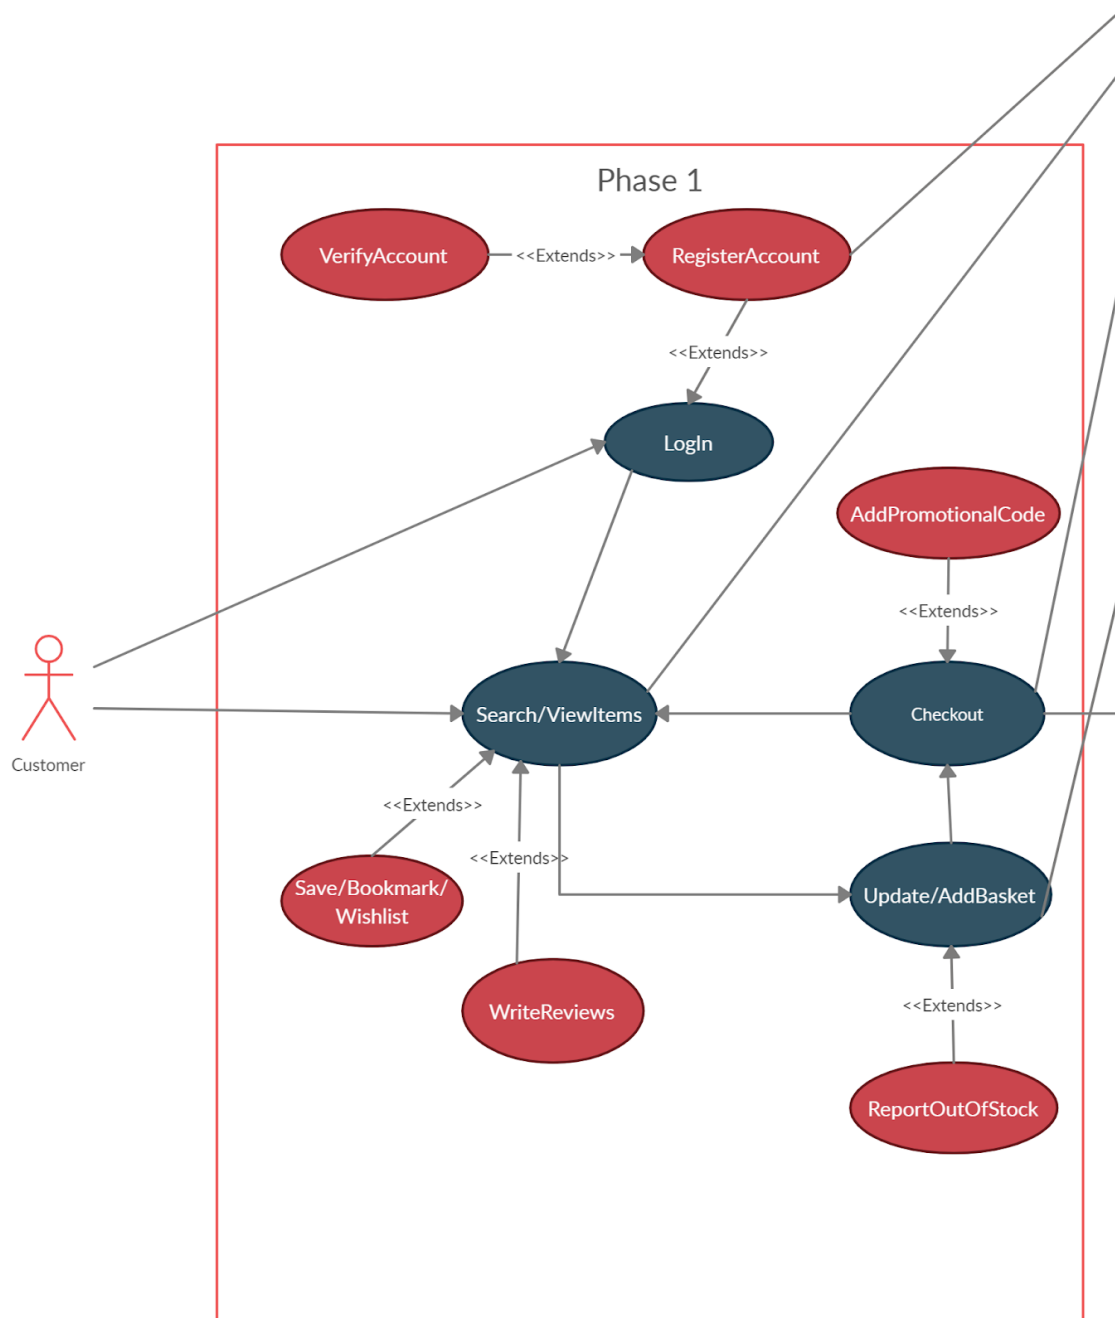 Phase 1
VerifyAccount
<<Extends>>
RegisterAccount
<<Extends>>
LogIn
AddPromotionalCode
<<Extends>>
Search/ViewItems
Checkout
Customer
<<Extends>>
<<Extends>>
Save/Bookmark/
Wishlist
Update/AddBasket
WriteReviews
<<Extends>>
ReportOutOfStock